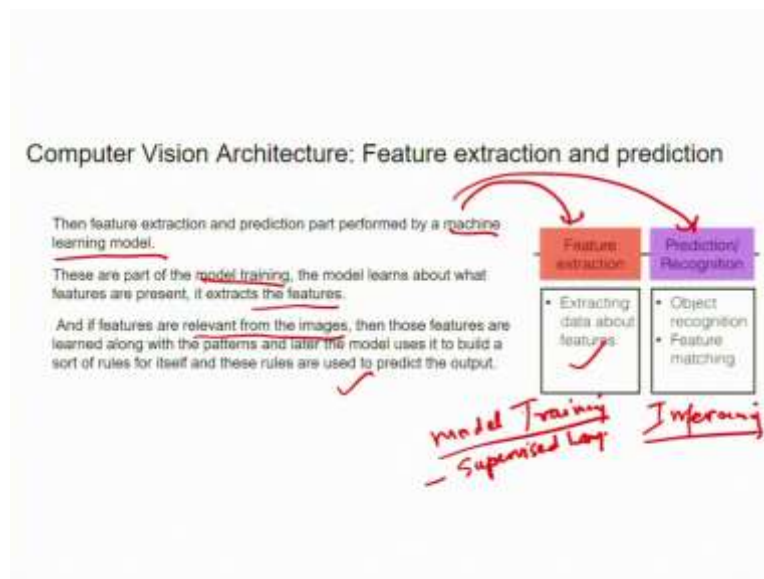 Computer Vision Architecture: Feature extraction and prediction
Then feature extraction and prediction part performed by a machine
learning model.
These are part of the model training, the model learns about what
features are present, it extracts the features.
And if features are relevant from the images, then those features are
learned along with the patterns and later the model uses it to build a
sort of rules for itself and these rules are used to predict the output.
Feature
extraction
• Extracting
data about
features
Prediction/
Recognition
• Object
recognition
• Feature
matching
Model Training
- Supervised